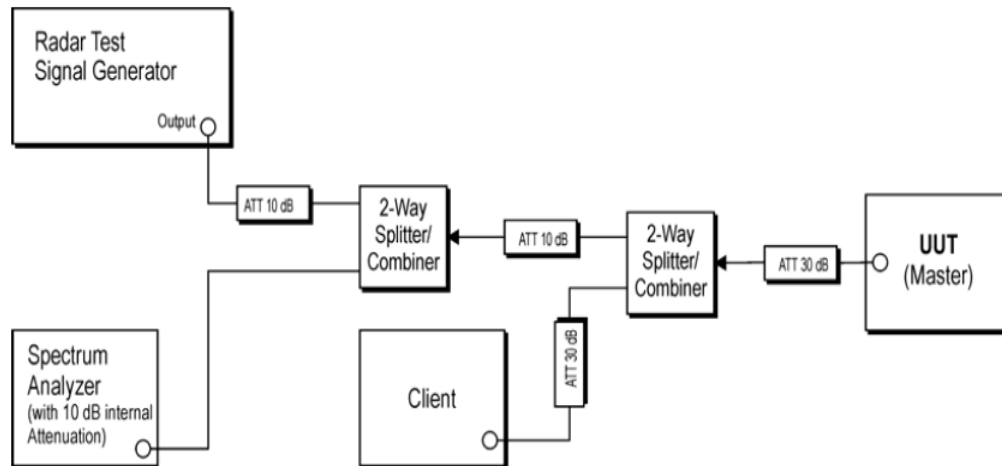 Radar Test
Signal Generator
Output
ATT 10 dB
2-Way
Splitter/
Combiner
ATT 10 dB
2-Way
Splitter/
Combiner
ATT 30 dB
UUT
(Master)
Spectrum
Analyzer
(with 10 dB internal
Attenuation)
Client
ATT 30 dB